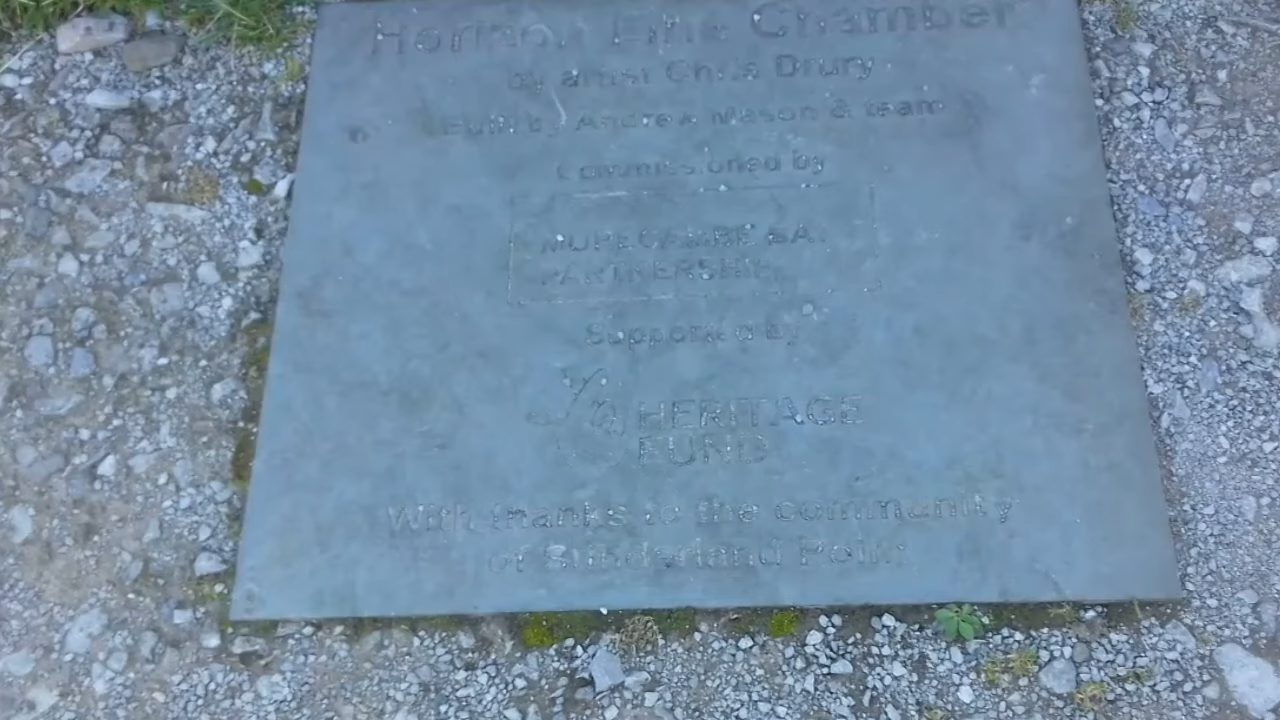 Horizon Line Chamber
by artist Chris Drury
Built by Andrew Mason & team
Commissioned by
MORECAMBE BAY
PARTNERSHIP
Supported by
HERITAGE
FUND
With thanks to the community
of Sunderland Point